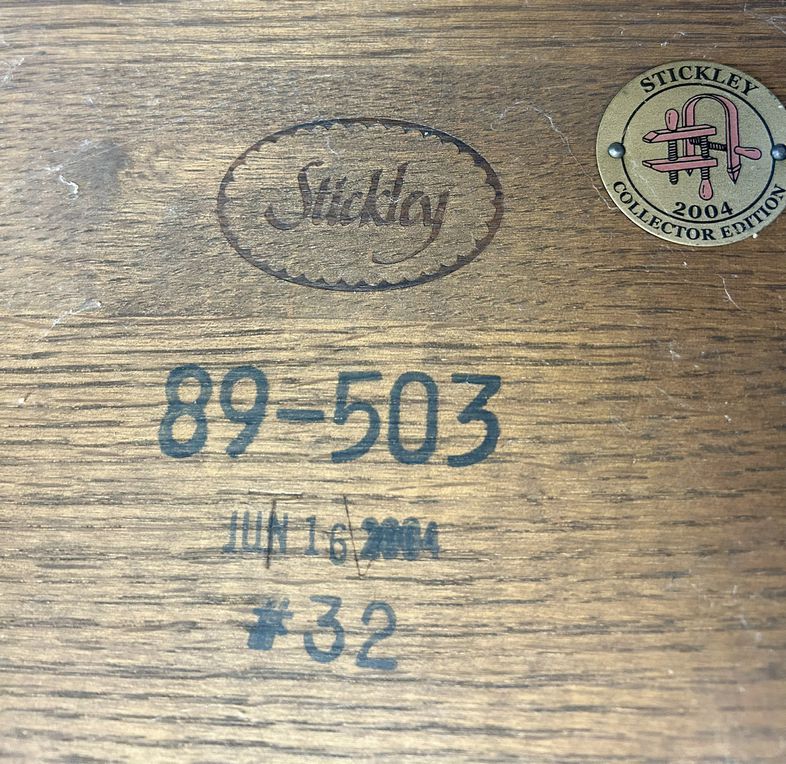 Stickley
STICKLEY
2004
COLLECTOR EDITION
89-503
JUN 16 2004
#32